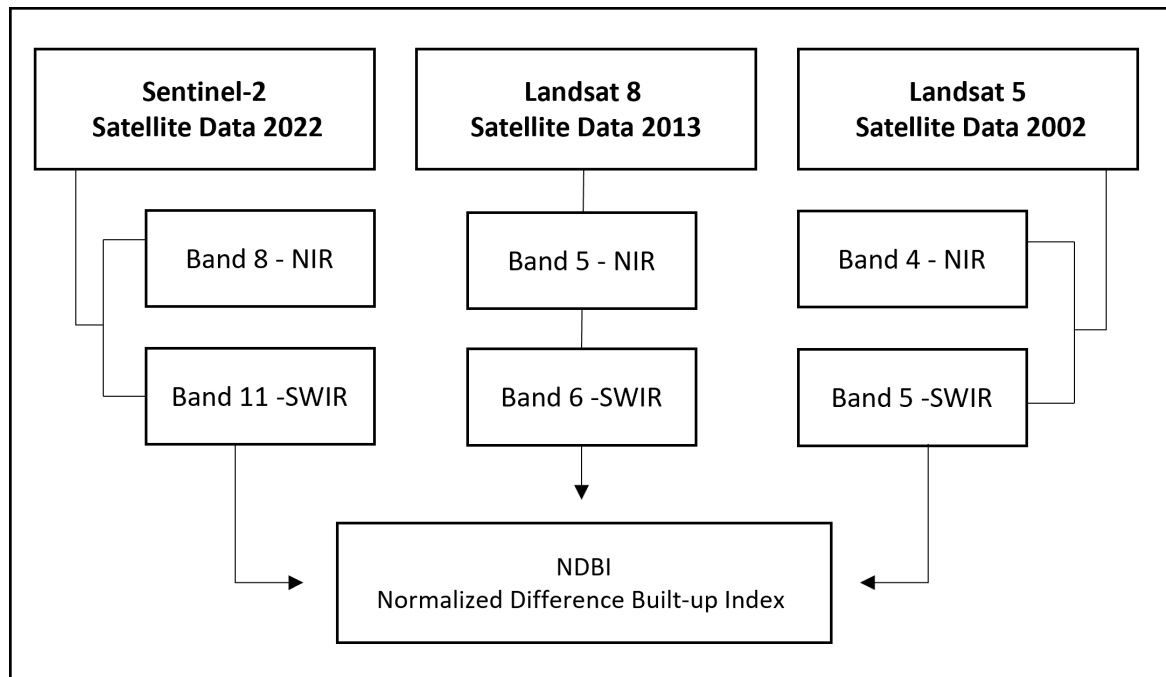 Sentinel-2
Satellite Data 2022
Landsat 8
Satellite Data 2013
Landsat 5
Satellite Data 2002
Band 8 - NIR
Band 5 - NIR
Band 4 - NIR
Band 11 -SWIR
Band 6 -SWIR
Band 5 -SWIR
NDBI
Normalized Difference Built-up Index